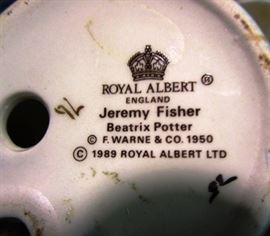 ROYAL ALBERT ®
ENGLAND
Jeremy Fisher
Beatrix Potter
© F. WARNE & CO. 1950
© 1989 ROYAL ALBERT LTD